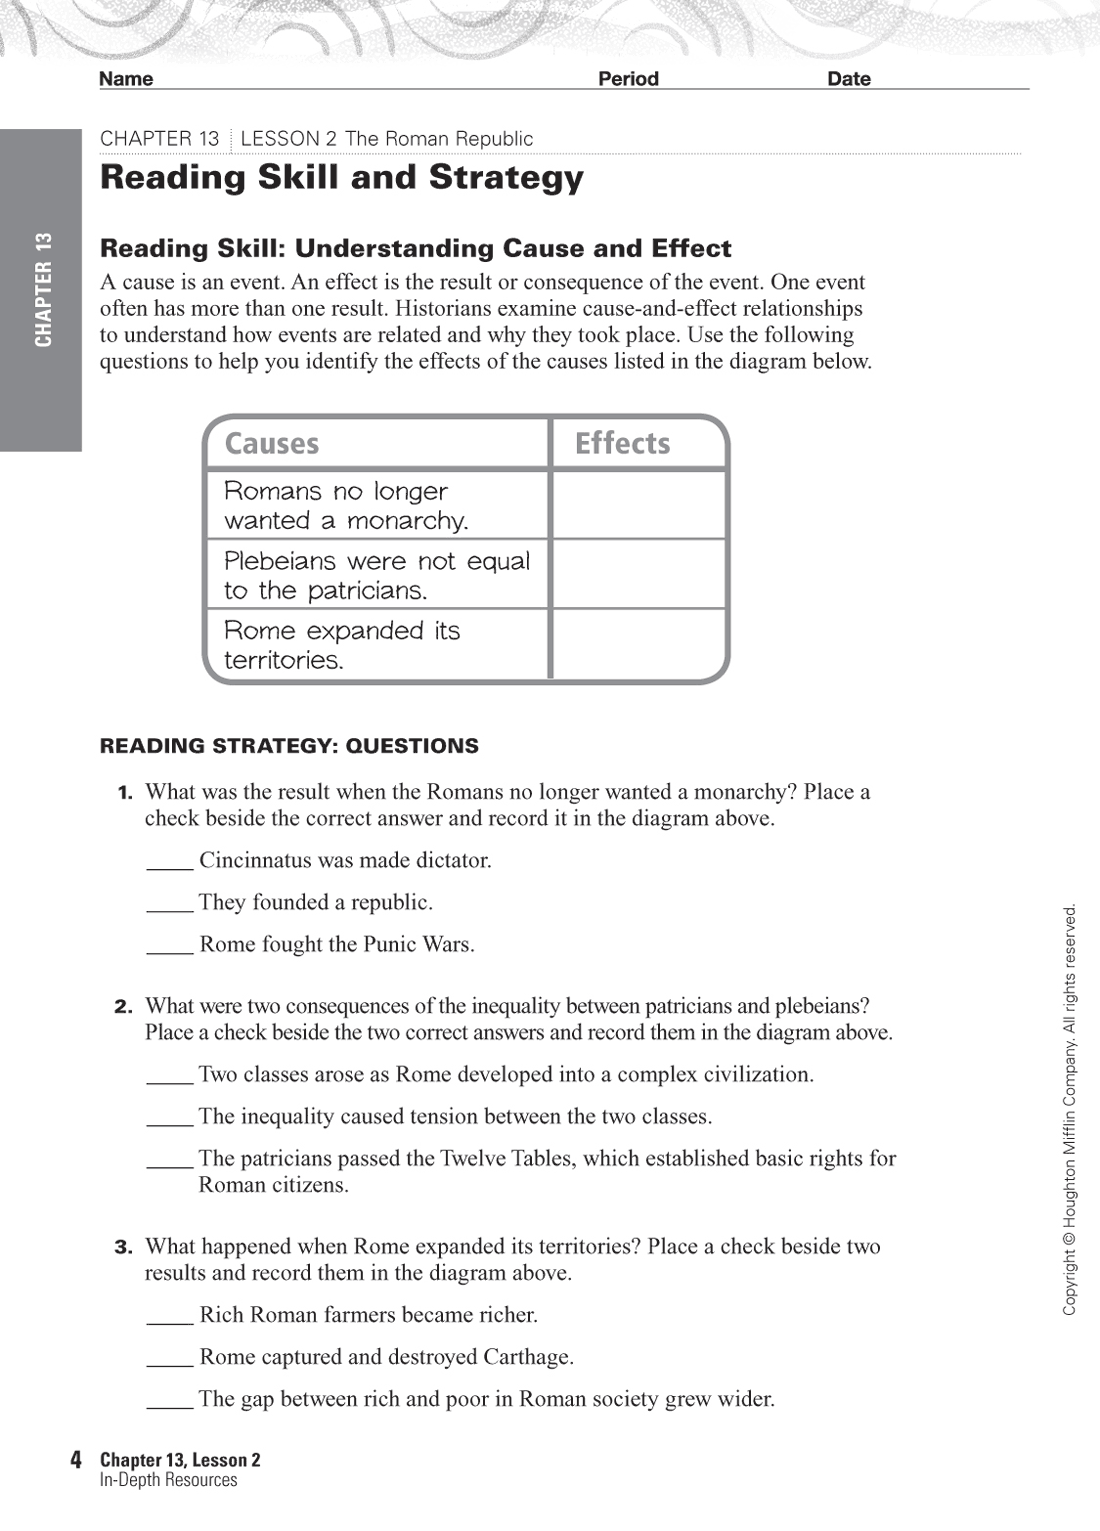 Name Period Date
CHAPTER 13 LESSON 2 The Roman Republic
Reading Skill and Strategy
CHAPTER 13
Reading Skill: Understanding Cause and Effect
A cause is an event. An effect is the result or consequence of the event. One event
often has more than one result. Historians examine cause-and-effect relationships
to understand how events are related and why they took place. Use the following
questions to help you identify the effects of the causes listed in the diagram below.
Causes Effects
Romans no longer
wanted a monarchy.
Plebeians were not equal
to the patricians.
Rome expanded its
territories.
READING STRATEGY: QUESTIONS
1. What was the result when the Romans no longer wanted a monarchy? Place a
check beside the correct answer and record it in the diagram above.
____ Cincinnatus was made dictator.
____ They founded a republic.
____ Rome fought the Punic Wars.
2. What were two consequences of the inequality between patricians and plebeians?
Place a check beside the two correct answers and record them in the diagram above.
____ Two classes arose as Rome developed into a complex civilization.
____ The inequality caused tension between the two classes.
____ The patricians passed the Twelve Tables, which established basic rights for
Roman citizens.
3. What happened when Rome expanded its territories? Place a check beside two
results and record them in the diagram above.
____ Rich Roman farmers became richer.
____ Rome captured and destroyed Carthage.
____ The gap between rich and poor in Roman society grew wider.
Copyright © Houghton Mifflin Company. All rights reserved.
4 Chapter 13, Lesson 2
In-Depth Resources